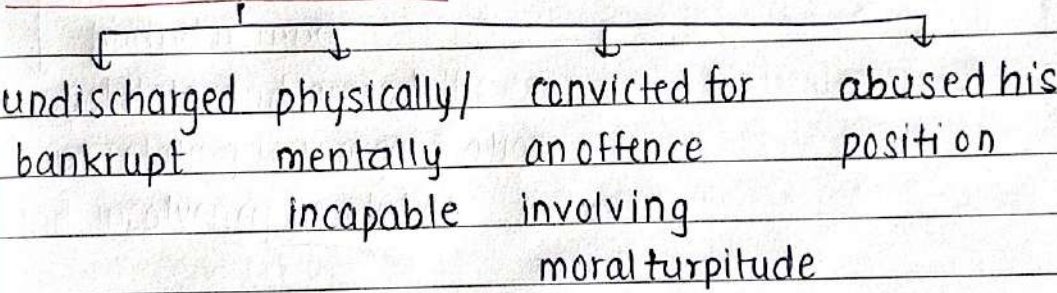 undischarged physically/ convicted for abused his
bankrupt mentally an offence position
incapable involving
moral turpitude